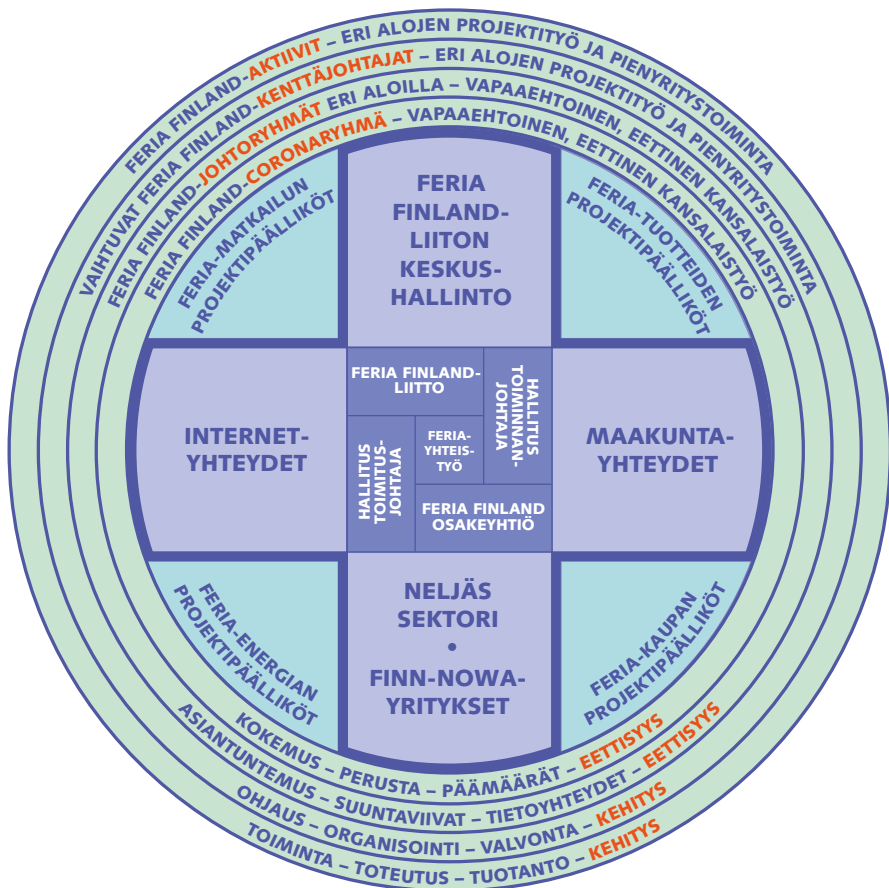 FERIA FINLAND-AKTIIVIT – ERI ALOJEN PROJEKTITYÖ JA PIENYRITYSTOIMINTA
VAIHTUVAT FERIA FINLAND-KENTTÄJOHTAJAT – ERI ALOJEN PROJEKTITYÖ JA PIENYRITYSTOIMINTA
FERIA FINLAND-JOHTORYHMÄT ERI ALOILLA – VAPAAEHTOINEN, EETTINEN KANSALAISTYÖ
FERIA FINLAND-CORONARYHMÄ – VAPAAEHTOINEN, EETTINEN KANSALAISTYÖ
FERIA-MATKAILUN
PROJEKTIPÄÄLLIKÖT
FERIA
FINLAND-
LIITON
KESKUS-
HALLINTO
FERIA-TUOTTEIDEN
PROJEKTIPÄÄLLIKÖT
INTERNET-
YHTEYDET
FERIA FINLAND-
LIITTO
HALLITUS
TOIMINNAN-
JOHTAJA
HALLITUS
TOIMITUS-
JOHTAJA
FERIA-
YHTEIS-
TYÖ
FERIA FINLAND
OSAKEYHTIÖ
MAAKUNTA-
YHTEYDET
FERIA-ENERGIAN
PROJEKTIPÄÄLLIKÖT
NELJÄS
SEKTORI
•
FINN-NOWA-
YRITYKSET
FERIA-KAUPAN
PROJEKTIPÄÄLLIKÖT
KOKEMUS – PERUSTA – PÄÄMÄÄRÄT – EETTISYYS
ASIANTUNTEMUS – SUUNTAVIIVAT – TIETOYHTEYDET – EETTISYYS
OHJAUS – ORGANISOINTI – VALVONTA – KEHITYS
TOIMINTA – TOTEUTUS – TUOTANTO – KEHITYS